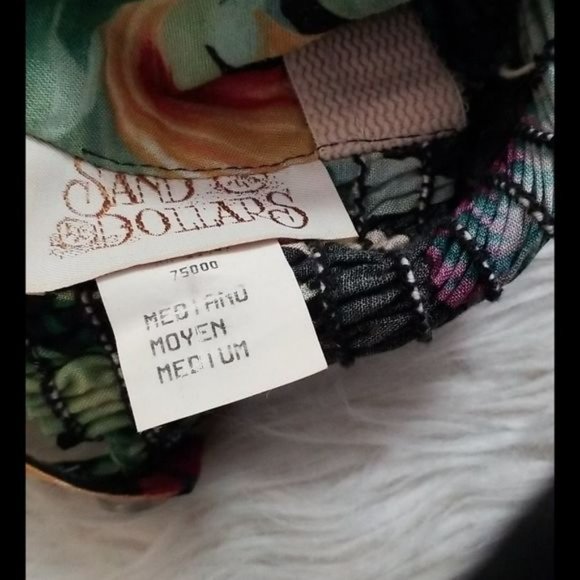 SAND
DOLLARS
75000
MEDIANO
MOYEN
MEDIUM